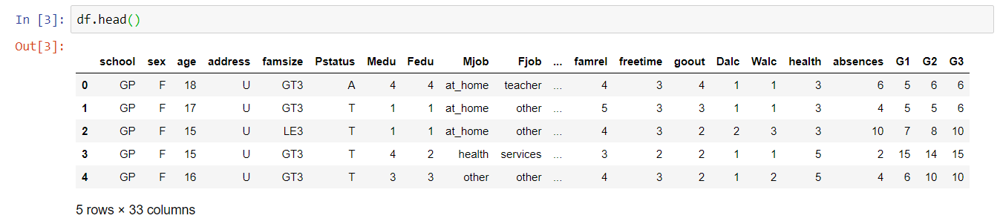 In [3]: df.head()
Out[3]:
school sex age address famsize Pstatus Medu Fedu Mjob Fjob ... famrel freetime goout Dalc Walc health absences G1 G2 G3
0 GP F 18 U GT3 A 4 4 at_home teacher ... 4 3 4 1 1 3 6 5 6 6
1 GP F 17 U GT3 T 1 1 at_home other ... 5 3 3 1 1 3 4 5 5 6
2 GP F 15 U LE3 T 1 1 at_home other ... 4 3 2 2 3 3 10 7 8 10
3 GP F 15 U GT3 T 4 2 health services ... 3 2 2 1 1 5 2 15 14 15
4 GP F 16 U GT3 T 3 3 other other ... 4 3 2 1 2 5 4 6 10 10
5 rows × 33 columns